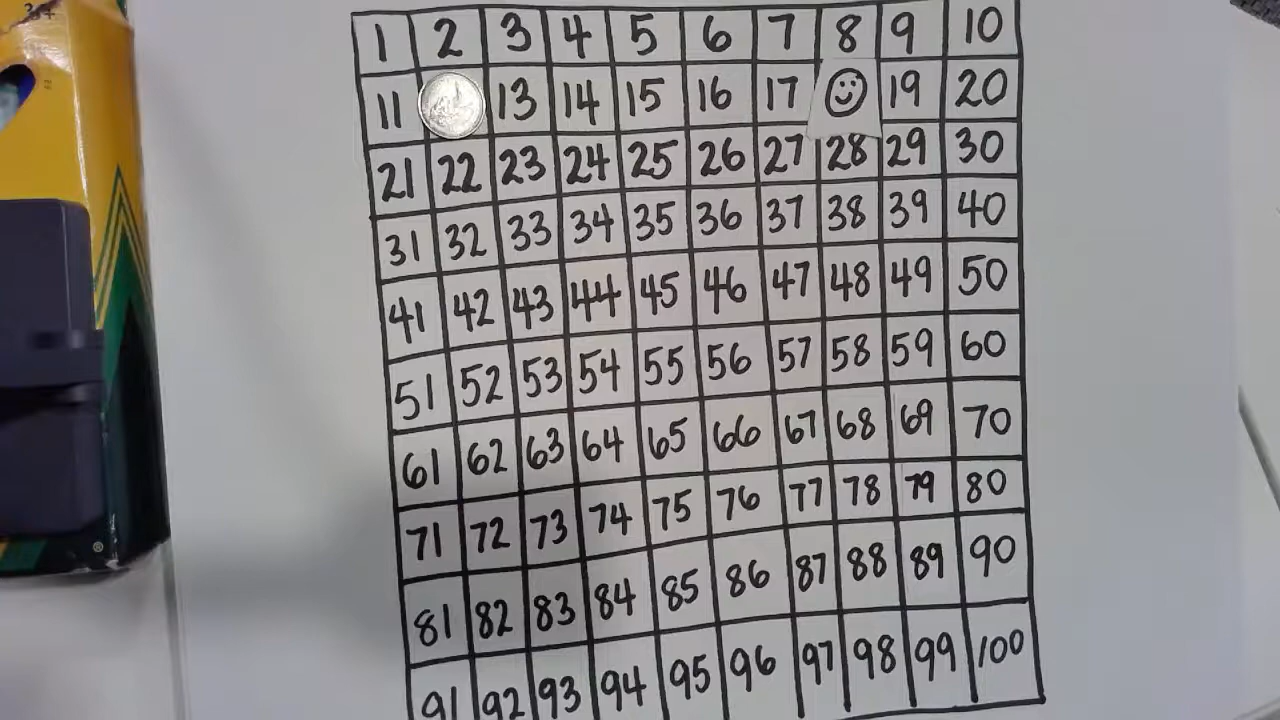 1 2 3 4 5 6 7 8 9 10
11 13 14 15 16 17 19 20
21 22 23 24 25 26 27 28 29 30
31 32 33 34 35 36 37 38 39 40
41 42 43 44 45 46 47 48 49 50
51 52 53 54 55 56 57 58 59 60
61 62 63 64 65 66 67 68 69 70
71 72 73 74 75 76 77 78 79 80
81 82 83 84 85 86 87 88 89 90
91 92 93 94 95 96 97 98 99 100